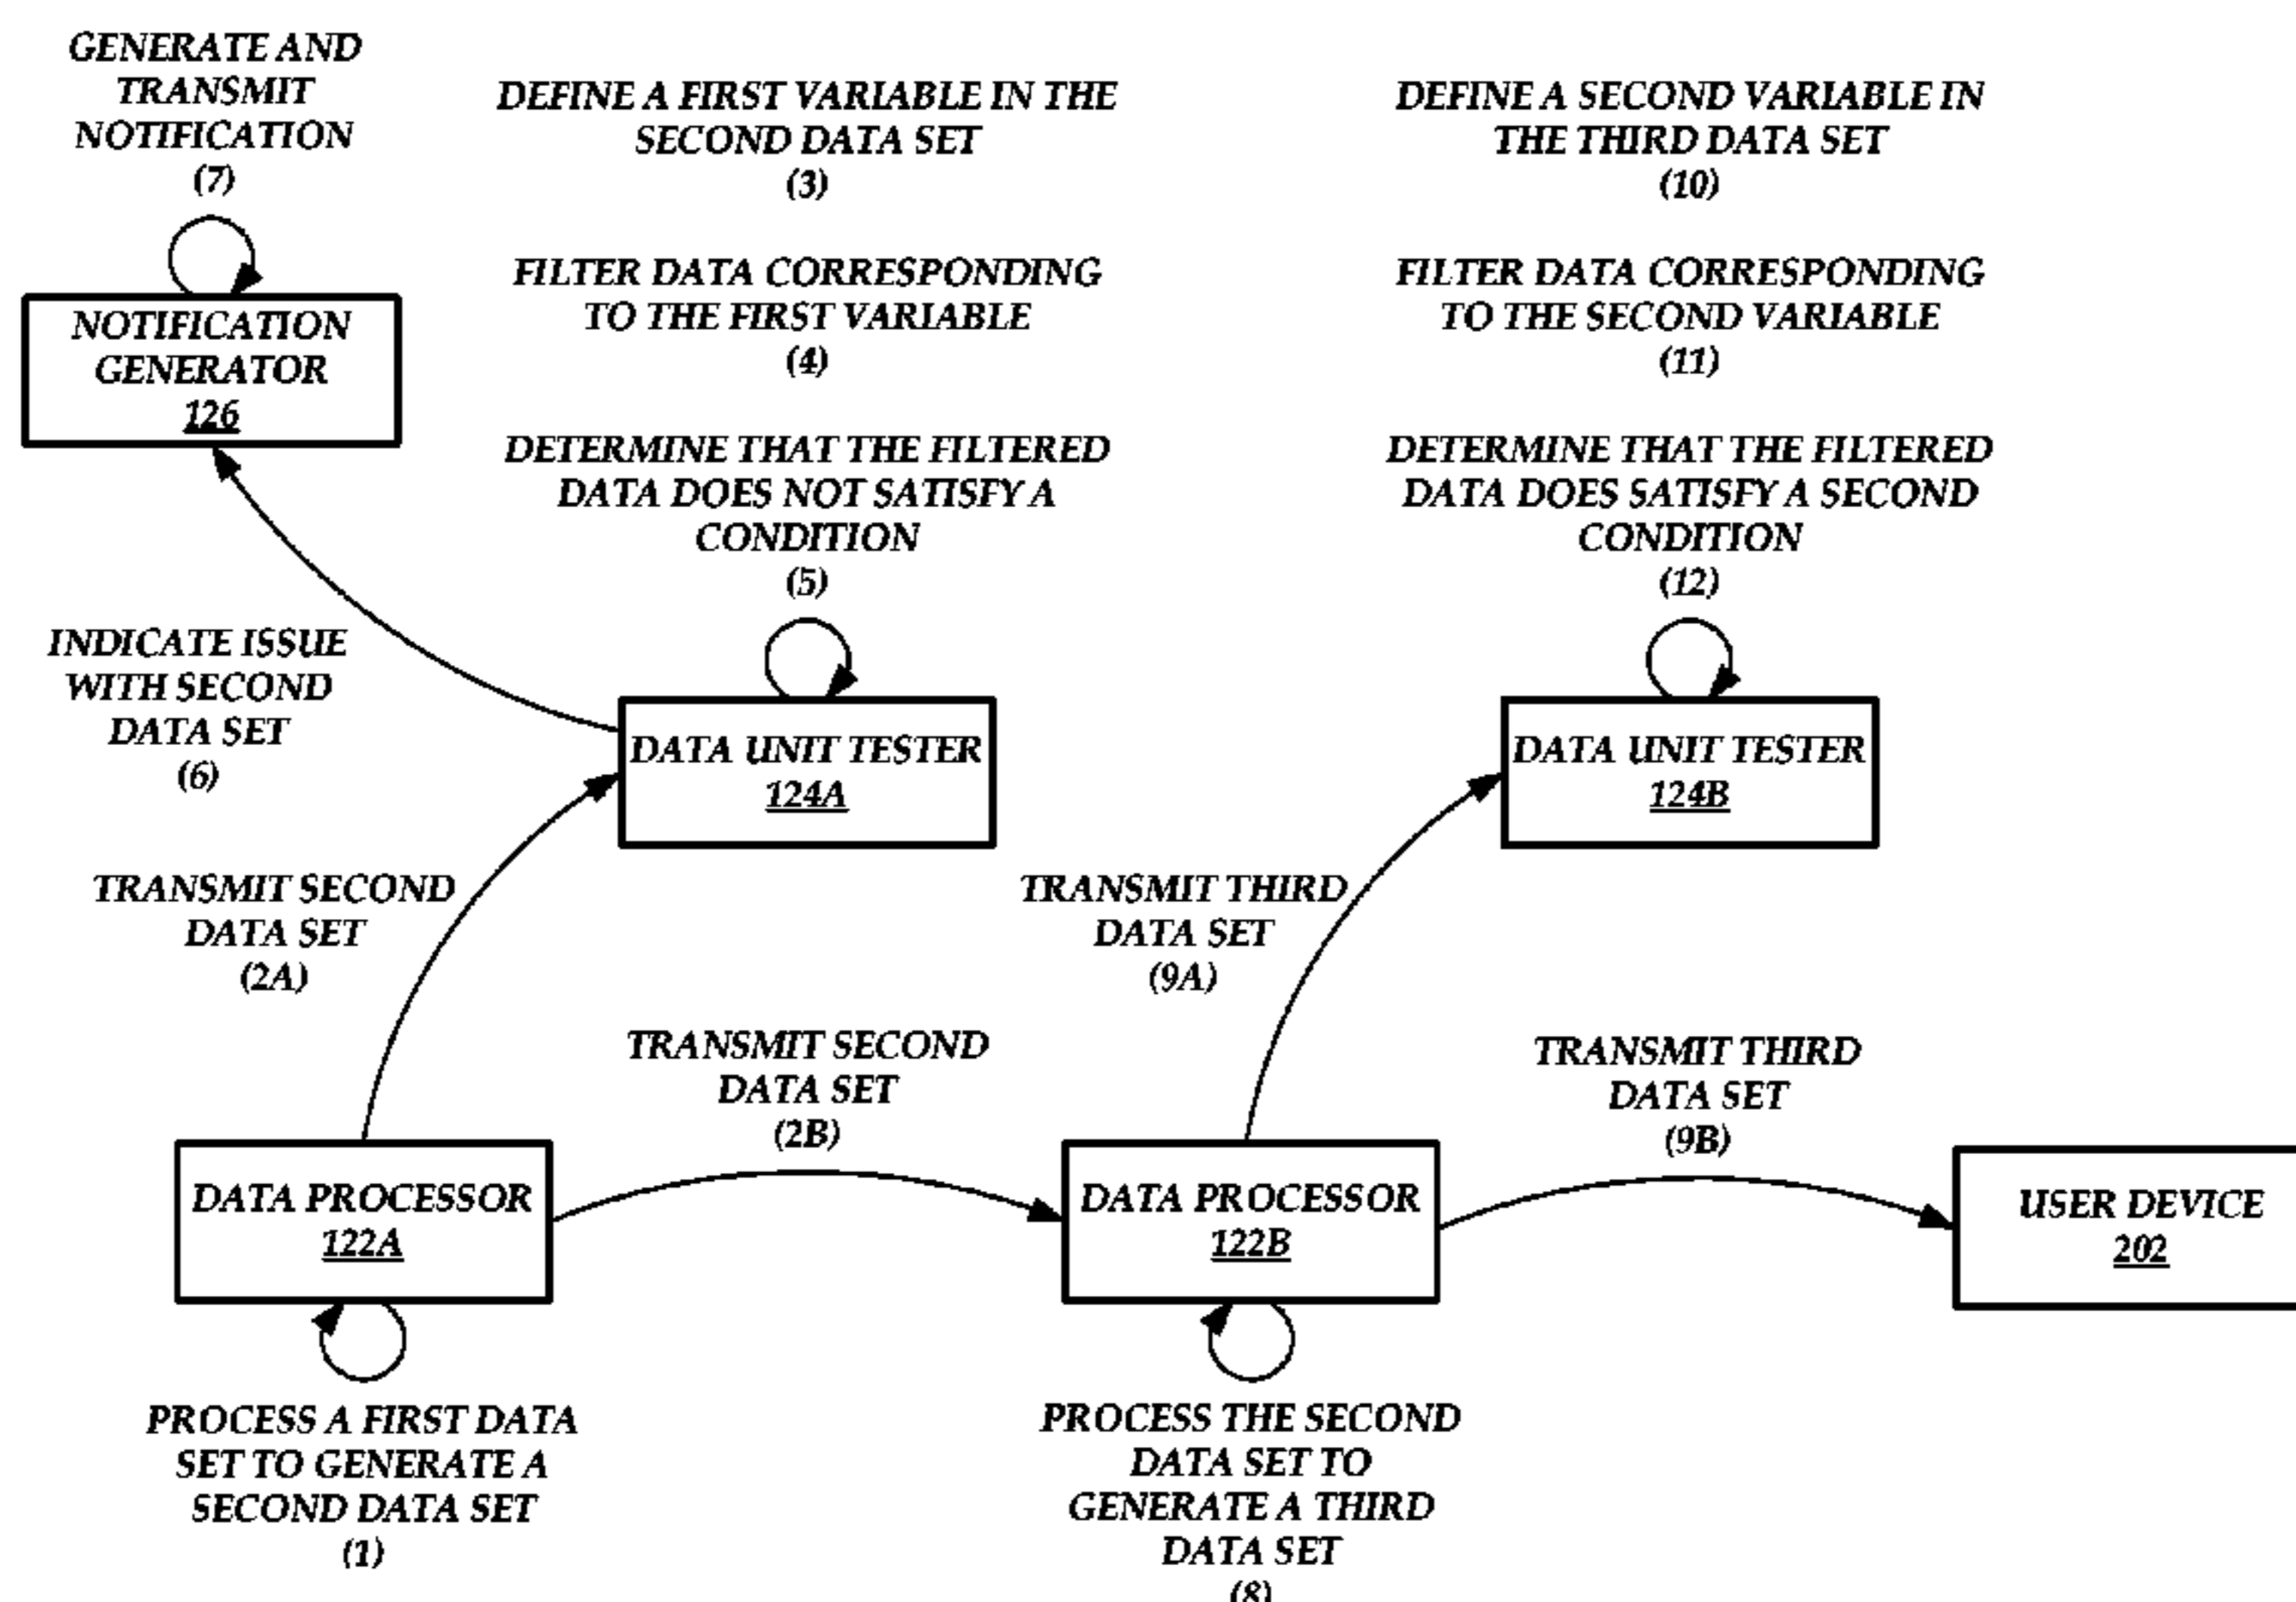 GENERATE AND
TRANSMIT
NOTIFICATION
(7)
NOTIFICATION
GENERATOR
126
DEFINE A FIRST VARIABLE IN THE
SECOND DATA SET
(3)
FILTER DATA CORRESPONDING
TO THE FIRST VARIABLE
(4)
DETERMINE THAT THE FILTERED
DATA DOES NOT SATISFY A
CONDITION
(5)
DEFINE A SECOND VARIABLE IN
THE THIRD DATA SET
(10)
FILTER DATA CORRESPONDING
TO THE SECOND VARIABLE
(11)
DETERMINE THAT THE FILTERED
DATA DOES SATISFY A SECOND
CONDITION
(12)
INDICATE ISSUE
WITH SECOND
DATA SET
(6)
DATA UNIT TESTER
124A
DATA UNIT TESTER
124B
TRANSMIT SECOND
DATA SET
(2A)
TRANSMIT THIRD
DATA SET
(9A)
TRANSMIT SECOND
DATA SET
(2B)
TRANSMIT THIRD
DATA SET
(9B)
DATA PROCESSOR
122A
DATA PROCESSOR
122B
USER DEVICE
202
PROCESS A FIRST DATA
SET TO GENERATE A
SECOND DATA SET
(1)
PROCESS THE SECOND
DATA SET TO
GENERATE A THIRD
DATA SET
(8)